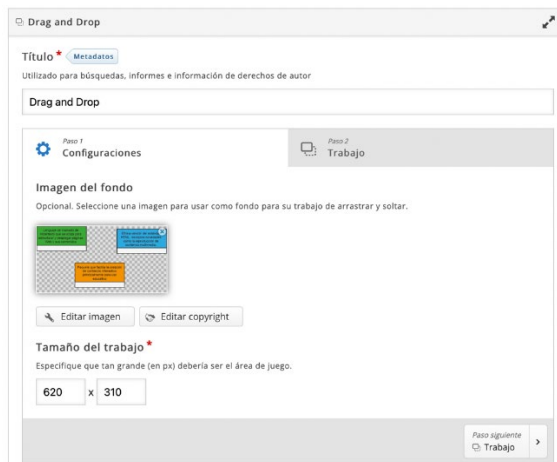 Drag and Drop
Título * Metadatos
Utilizado para búsquedas, informes e información de derechos de autor
Drag and Drop
Paso 1
Configuraciones
Paso 2
Trabajo
Imagen del fondo
Opcional. Seleccione una imagen para usar como fondo para su trabajo de arrastrar y soltar.
Editar imagen
Editar copyright
Tamaño del trabajo *
Especifique que tan grande (en px) debería ser el área de juego.
620 x 310
Paso siguiente
Trabajo